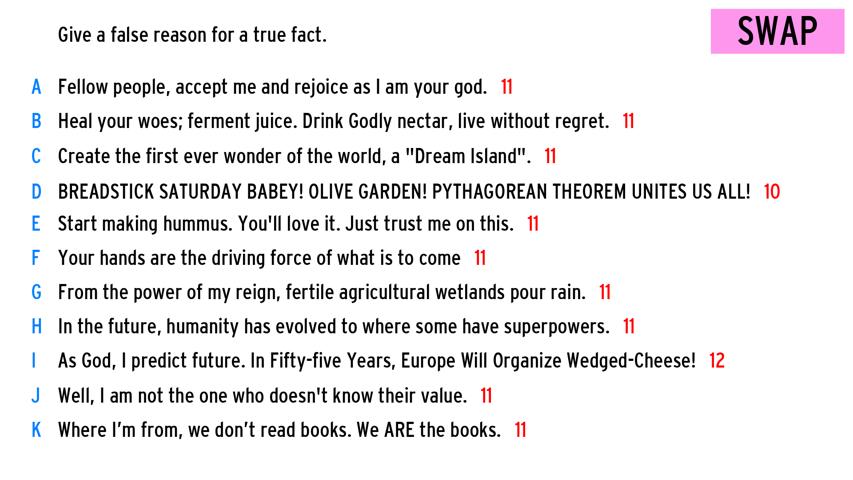 Give a false reason for a true fact.
SWAP
A Fellow people, accept me and rejoice as I am your god. 11
B Heal your woes; ferment juice. Drink Godly nectar, live without regret. 11
C Create the first ever wonder of the world, a "Dream Island". 11
D BREADSTICK SATURDAY BABEY! OLIVE GARDEN! PYTHAGOREAN THEOREM UNITES US ALL! 10
E Start making hummus. You'll love it. Just trust me on this. 11
F Your hands are the driving force of what is to come 11
G From the power of my reign, fertile agricultural wetlands pour rain. 11
H In the future, humanity has evolved to where some have superpowers. 11
I As God, I predict future. In Fifty-five Years, Europe Will Organize Wedged-Cheese! 12
J Well, I am not the one who doesn't know their value. 11
K Where I’m from, we don’t read books. We ARE the books. 11